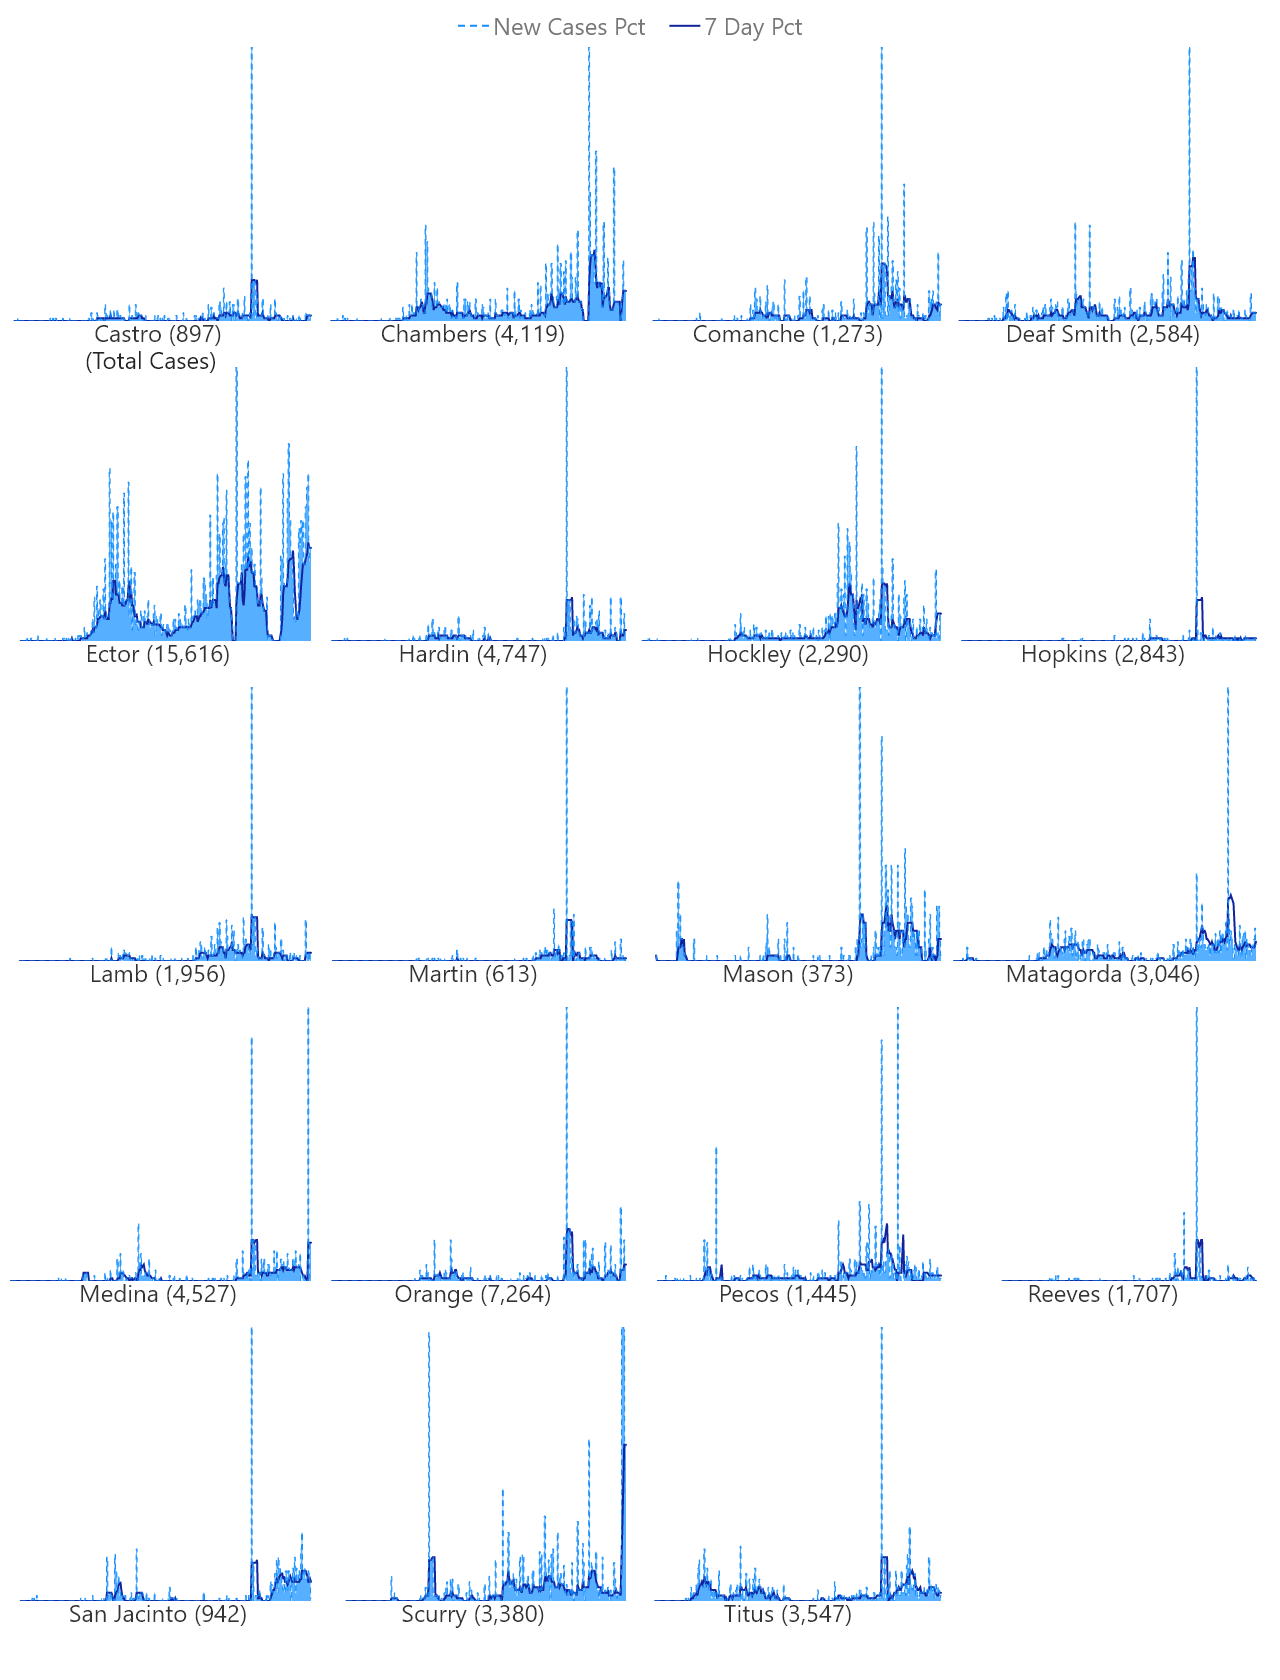 New Cases Pct 7 Day Pct
Castro (897) Chambers (4,119) Comanche (1,273) Deaf Smith (2,584)
(Total Cases)
Ector (15,616) Hardin (4,747) Hockley (2,290) Hopkins (2,843)
Lamb (1,956) Martin (613) Mason (373) Matagorda (3,046)
Medina (4,527) Orange (7,264) Pecos (1,445) Reeves (1,707)
San Jacinto (942) Scurry (3,380) Titus (3,547)